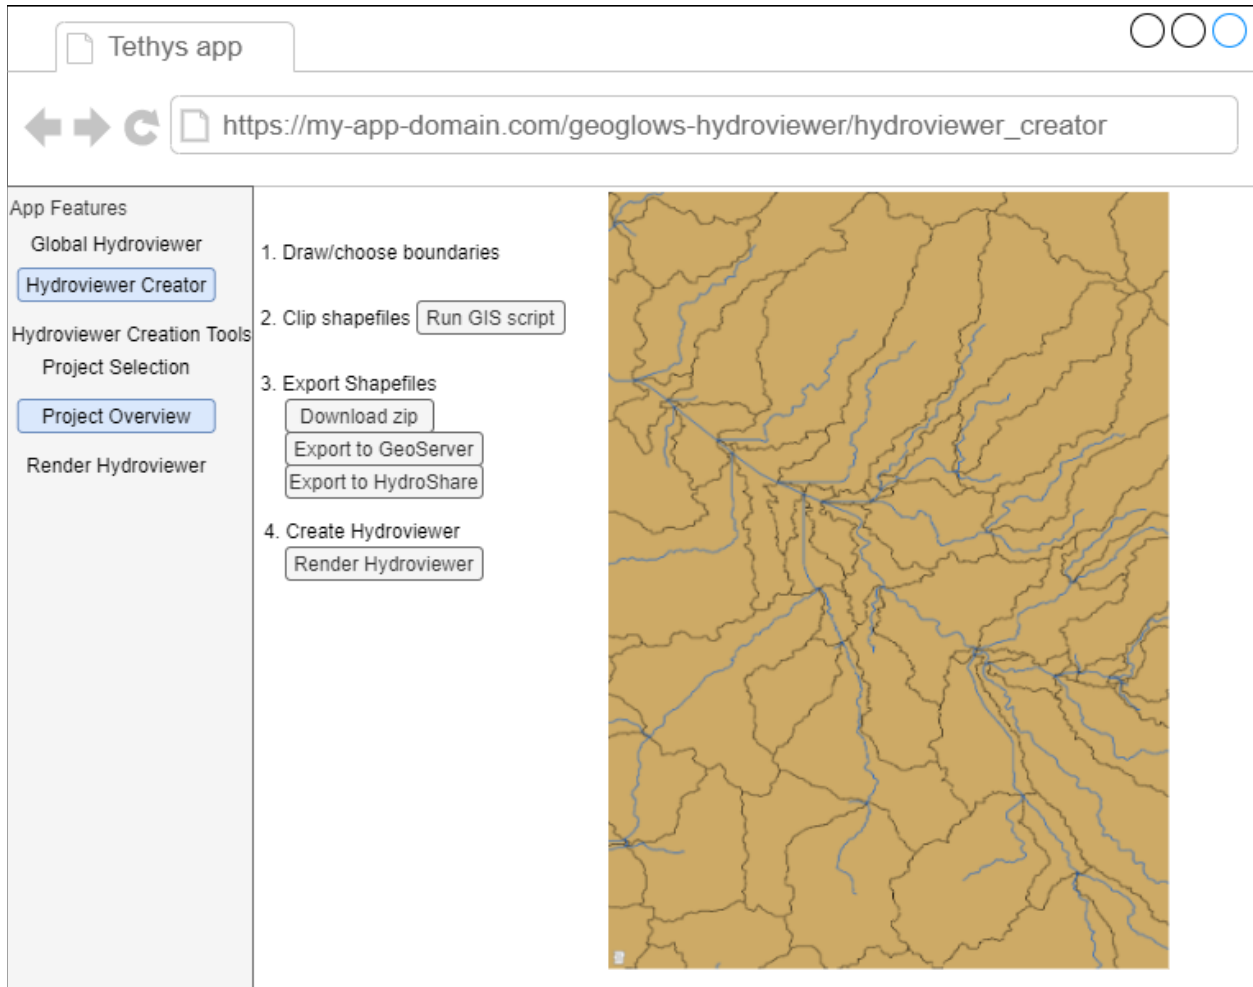 Tethys app
https://my-app-domain.com/geoglows-hydroviewer/hydroviewer_creator
App Features
Global Hydroviewer
Hydroviewer Creator
Hydroviewer Creation Tools
Project Selection
Project Overview
Render Hydroviewer
1. Draw/choose boundaries
2. Clip shapefiles Run GIS script
3. Export Shapefiles
Download zip
Export to GeoServer
Export to HydroShare
4. Create Hydroviewer
Render Hydroviewer